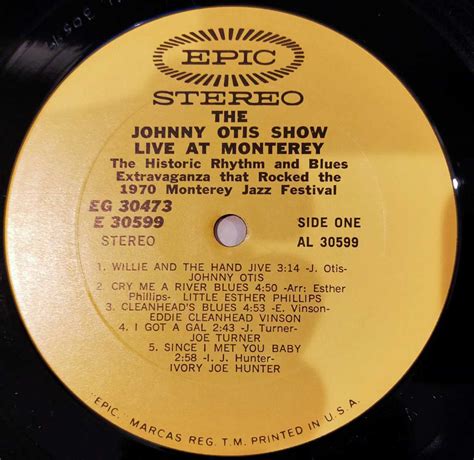 EPIC
STEREO
THE
JOHNNY OTIS SHOW
LIVE AT MONTEREY
The Historic Rhythm and Blues
Extravaganza that Rocked the
1970 Monterey Jazz Festival
EG 30473
E 30599
SIDE ONE
STEREO
AL 30599
1. WILLIE AND THE HAND JIVE 3:14 -J. Otis-
JOHNNY OTIS
2. CRY ME A RIVER BLUES 4:50 -Arr: Esther
Phillips- LITTLE ESTHER PHILLIPS
3. CLEANHEAD'S BLUES 4:53 -E. Vinson-
EDDIE CLEANHEAD VINSON
4. I GOT A GAL 2:43 -J. Turner-
JOE TURNER
5. SINCE I MET YOU BABY
2:58 -I. J. Hunter-
IVORY JOE HUNTER
"EPIC," MARCAS REG. T.M. PRINTED IN U.S.A.